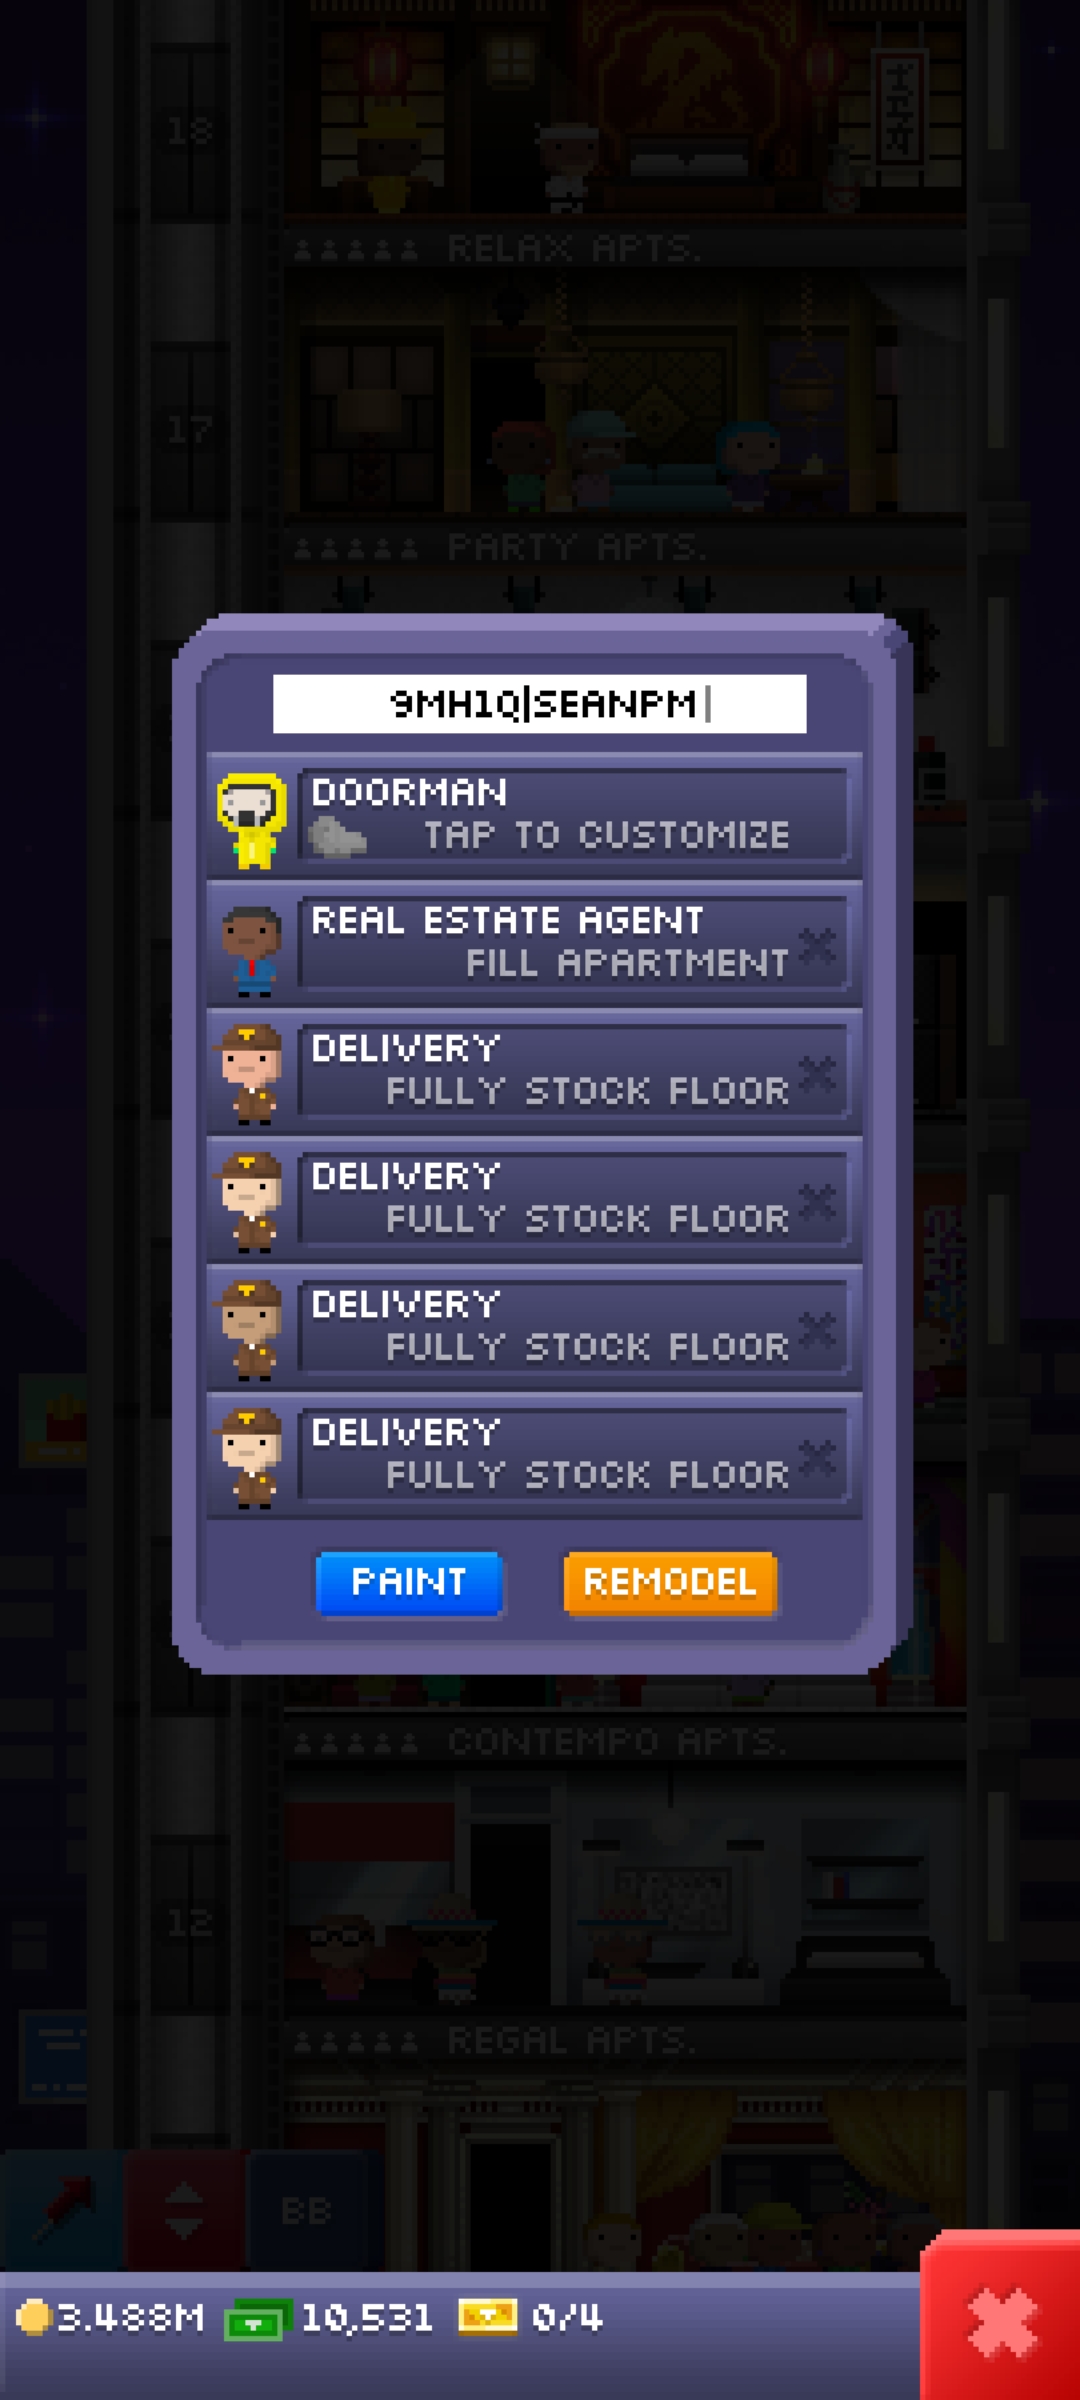 18
RELAX APTS.
17
PARTY APTS.
9MH1Q|SEANPM|
DOORMAN
TAP TO CUSTOMIZE
REAL ESTATE AGENT
FILL APARTMENT
DELIVERY
FULLY STOCK FLOOR
DELIVERY
FULLY STOCK FLOOR
DELIVERY
FULLY STOCK FLOOR
DELIVERY
FULLY STOCK FLOOR
PAINT REMODEL
CONTEMPO APTS.
12
REGAL APTS.
BB
3.488M 10,531 0/4